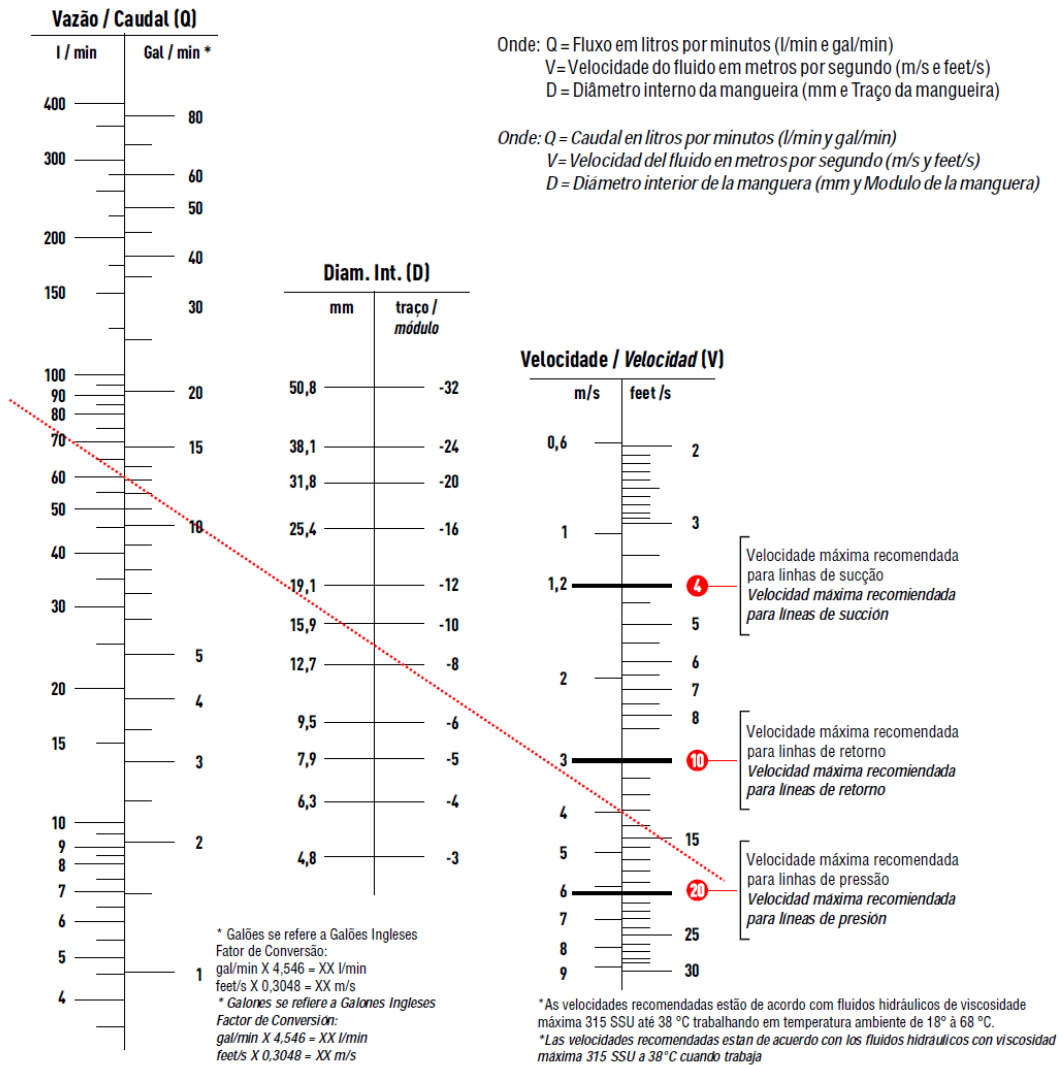 Vazão / Caudal (Q)
l / min
Gal / min *
400
300
200
150
100
90
80
70
60
50
40
30
20
15
10
9
8
7
6
5
4
80
60
50
40
30
20
15
10
5
4
3
2
1
Onde: Q = Fluxo em litros por minutos (l/min e gal/min)
V= Velocidade do fluido em metros por segundo (m/s e feet/s)
D = Diâmetro interno da mangueira (mm e Traço da mangueira)
Onde: Q = Caudal en litros por minutos (l/min y gal/min)
V= Velocidad del fluido en metros por segundo (m/s y feet/s)
D = Diámetro interior de la manguera (mm y Modulo de la manguera)
Diam. Int. (D)
mm
traço /
módulo
50,8 -32
38,1 -24
31,8 -20
25,4 -16
19,1 -12
15,9 -10
12,7 -8
9,5 -6
7,9 -5
6,3 -4
4,8 -3
Velocidade / Velocidad (V)
m/s
feet /s
0,6
1
1,2
2
3
4
5
6
7
8
9
2
3
4
5
6
7
8
10
15
20
25
30
Velocidade máxima recomendada
para linhas de sucção
Velocidad máxima recomiendada
para líneas de succión
Velocidade máxima recomendada
para linhas de retorno
Velocidad máxima recomiendada
para líneas de retorno
Velocidade máxima recomendada
para linhas de pressão
Velocidad máxima recomiendada
para líneas de presión
* Galões se refere a Galões Ingleses
Fator de Conversão:
gal/min X 4,546 = XX l/min
feet/s X 0,3048 = XX m/s
* Galones se refiere a Galones Ingleses
Factor de Conversión:
gal/min X 4,546 = XX l/min
feet/s X 0,3048 = XX m/s
*As velocidades recomendadas estão de acordo com fluidos hidráulicos de viscosidade
máxima 315 SSU até 38 °C trabalhando em temperatura ambiente de 18º à 68 °C.
*Las velocidades recomendadas estan de acuerdo con los fluidos hidráulicos con viscosidad
máxima 315 SSU a 38°C cuando trabaja